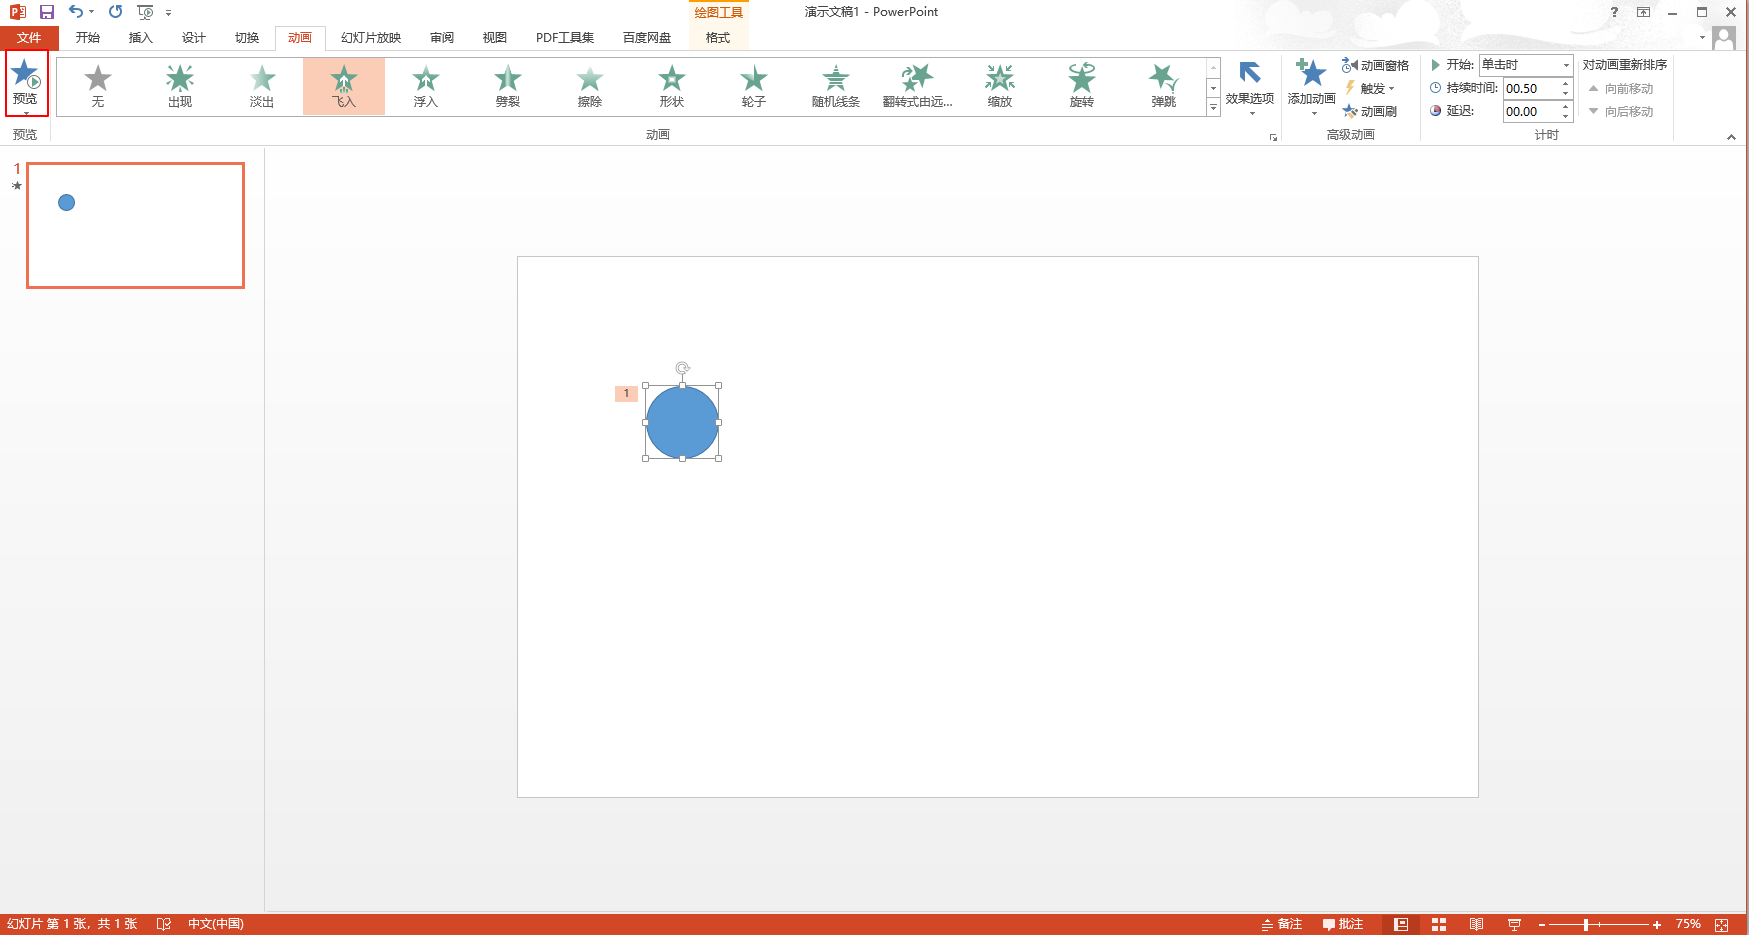 绘图工具
演示文稿1 - PowerPoint
?
文件 开始 插入 设计 切换 动画 幻灯片放映 审阅 视图 PDF工具集 百度网盘 格式
预览
无 出现 淡出 飞入 浮入 劈裂 擦除 形状 轮子 随机线条 翻转式由远... 缩放 旋转 弹跳
效果选项
添加动画
动画窗格
触发
动画刷
开始: 单击时
持续时间: 00.50
延迟: 00.00
对动画重新排序
向前移动
向后移动
预览 动画 高级动画 计时
1
1
幻灯片 第 1 张，共 1 张 中文(中国) 备注 批注 75%